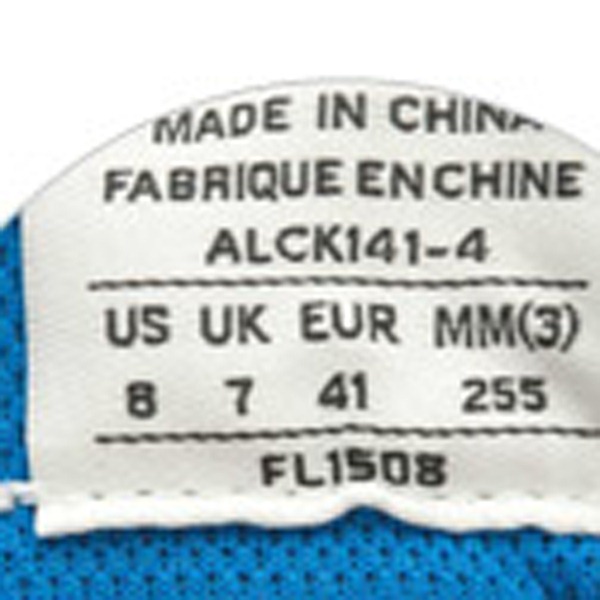 MADE IN CHINA
FABRIQUE EN CHINE
ALCK141-4
US UK EUR MM(3)
8 7 41 255
FL1508